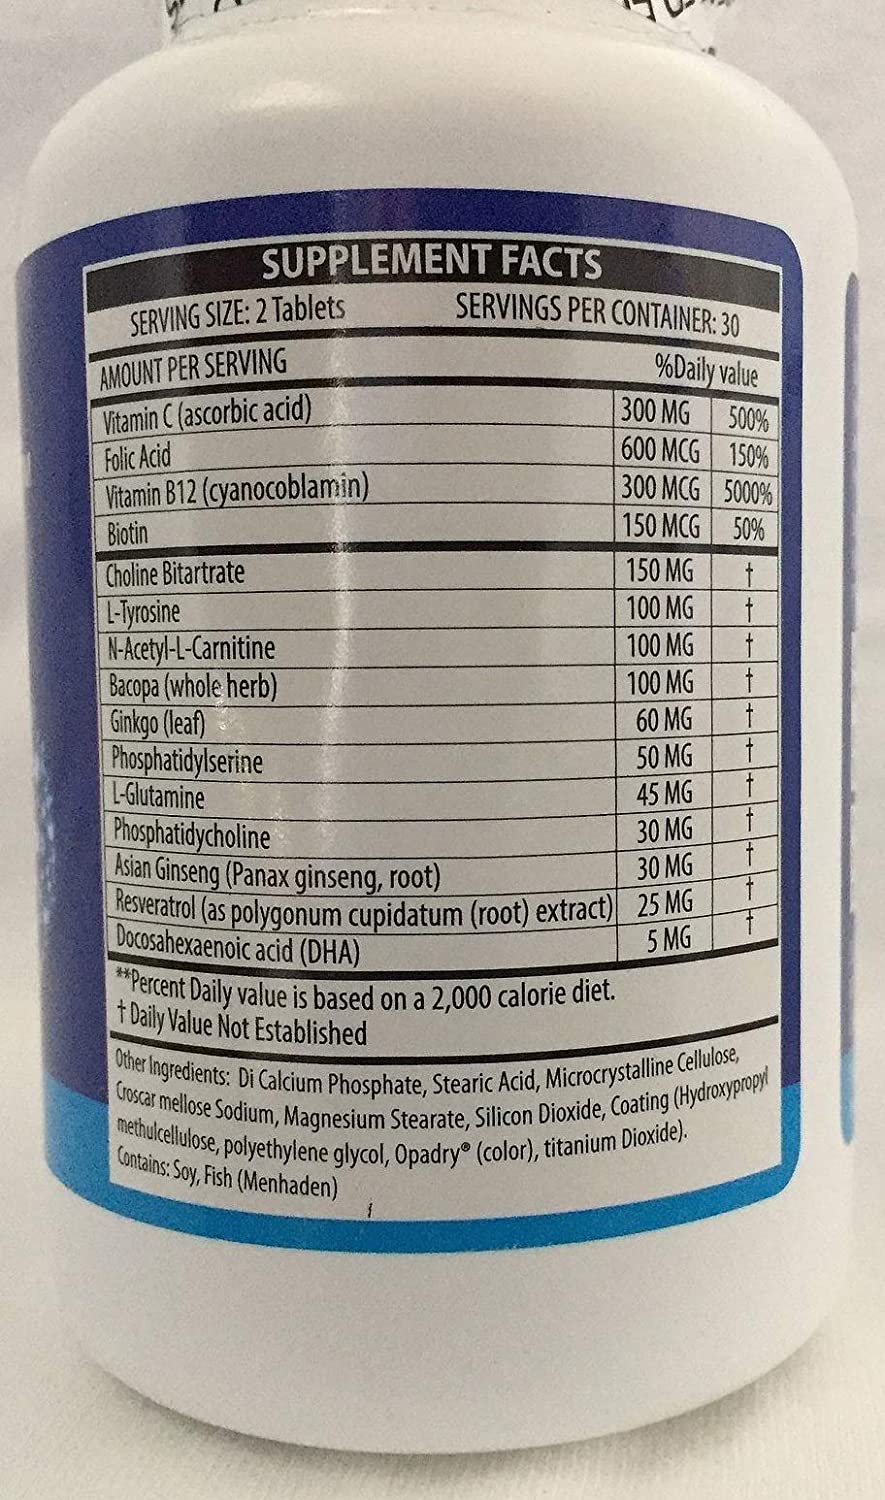 SUPPLEMENT FACTS
SERVING SIZE: 2 Tablets SERVINGS PER CONTAINER: 30
AMOUNT PER SERVING %Daily value
Vitamin C (ascorbic acid) 300 MG 500%
Folic Acid 600 MCG 150%
Vitamin B12 (cyanocoblamin) 300 MCG 5000%
Biotin 150 MCG 50%
Choline Bitartrate 150 MG †
L-Tyrosine 100 MG †
N-Acetyl-L-Carnitine 100 MG †
Bacopa (whole herb) 100 MG †
Ginkgo (leaf) 60 MG †
Phosphatidylserine 50 MG †
L-Glutamine 45 MG †
Phosphatidycholine 30 MG †
Asian Ginseng (Panax ginseng, root) 30 MG †
Resveratrol (as polygonum cupidatum (root) extract) 25 MG †
Docosahexaenoic acid (DHA) 5 MG †
**Percent Daily value is based on a 2,000 calorie diet.
† Daily Value Not Established
Other Ingredients: Di Calcium Phosphate, Stearic Acid, Microcrystalline Cellulose,
Croscar mellose Sodium, Magnesium Stearate, Silicon Dioxide, Coating (Hydroxypropyl
methulcellulose, polyethylene glycol, Opadry® (color), titanium Dioxide).
Contains: Soy, Fish (Menhaden)